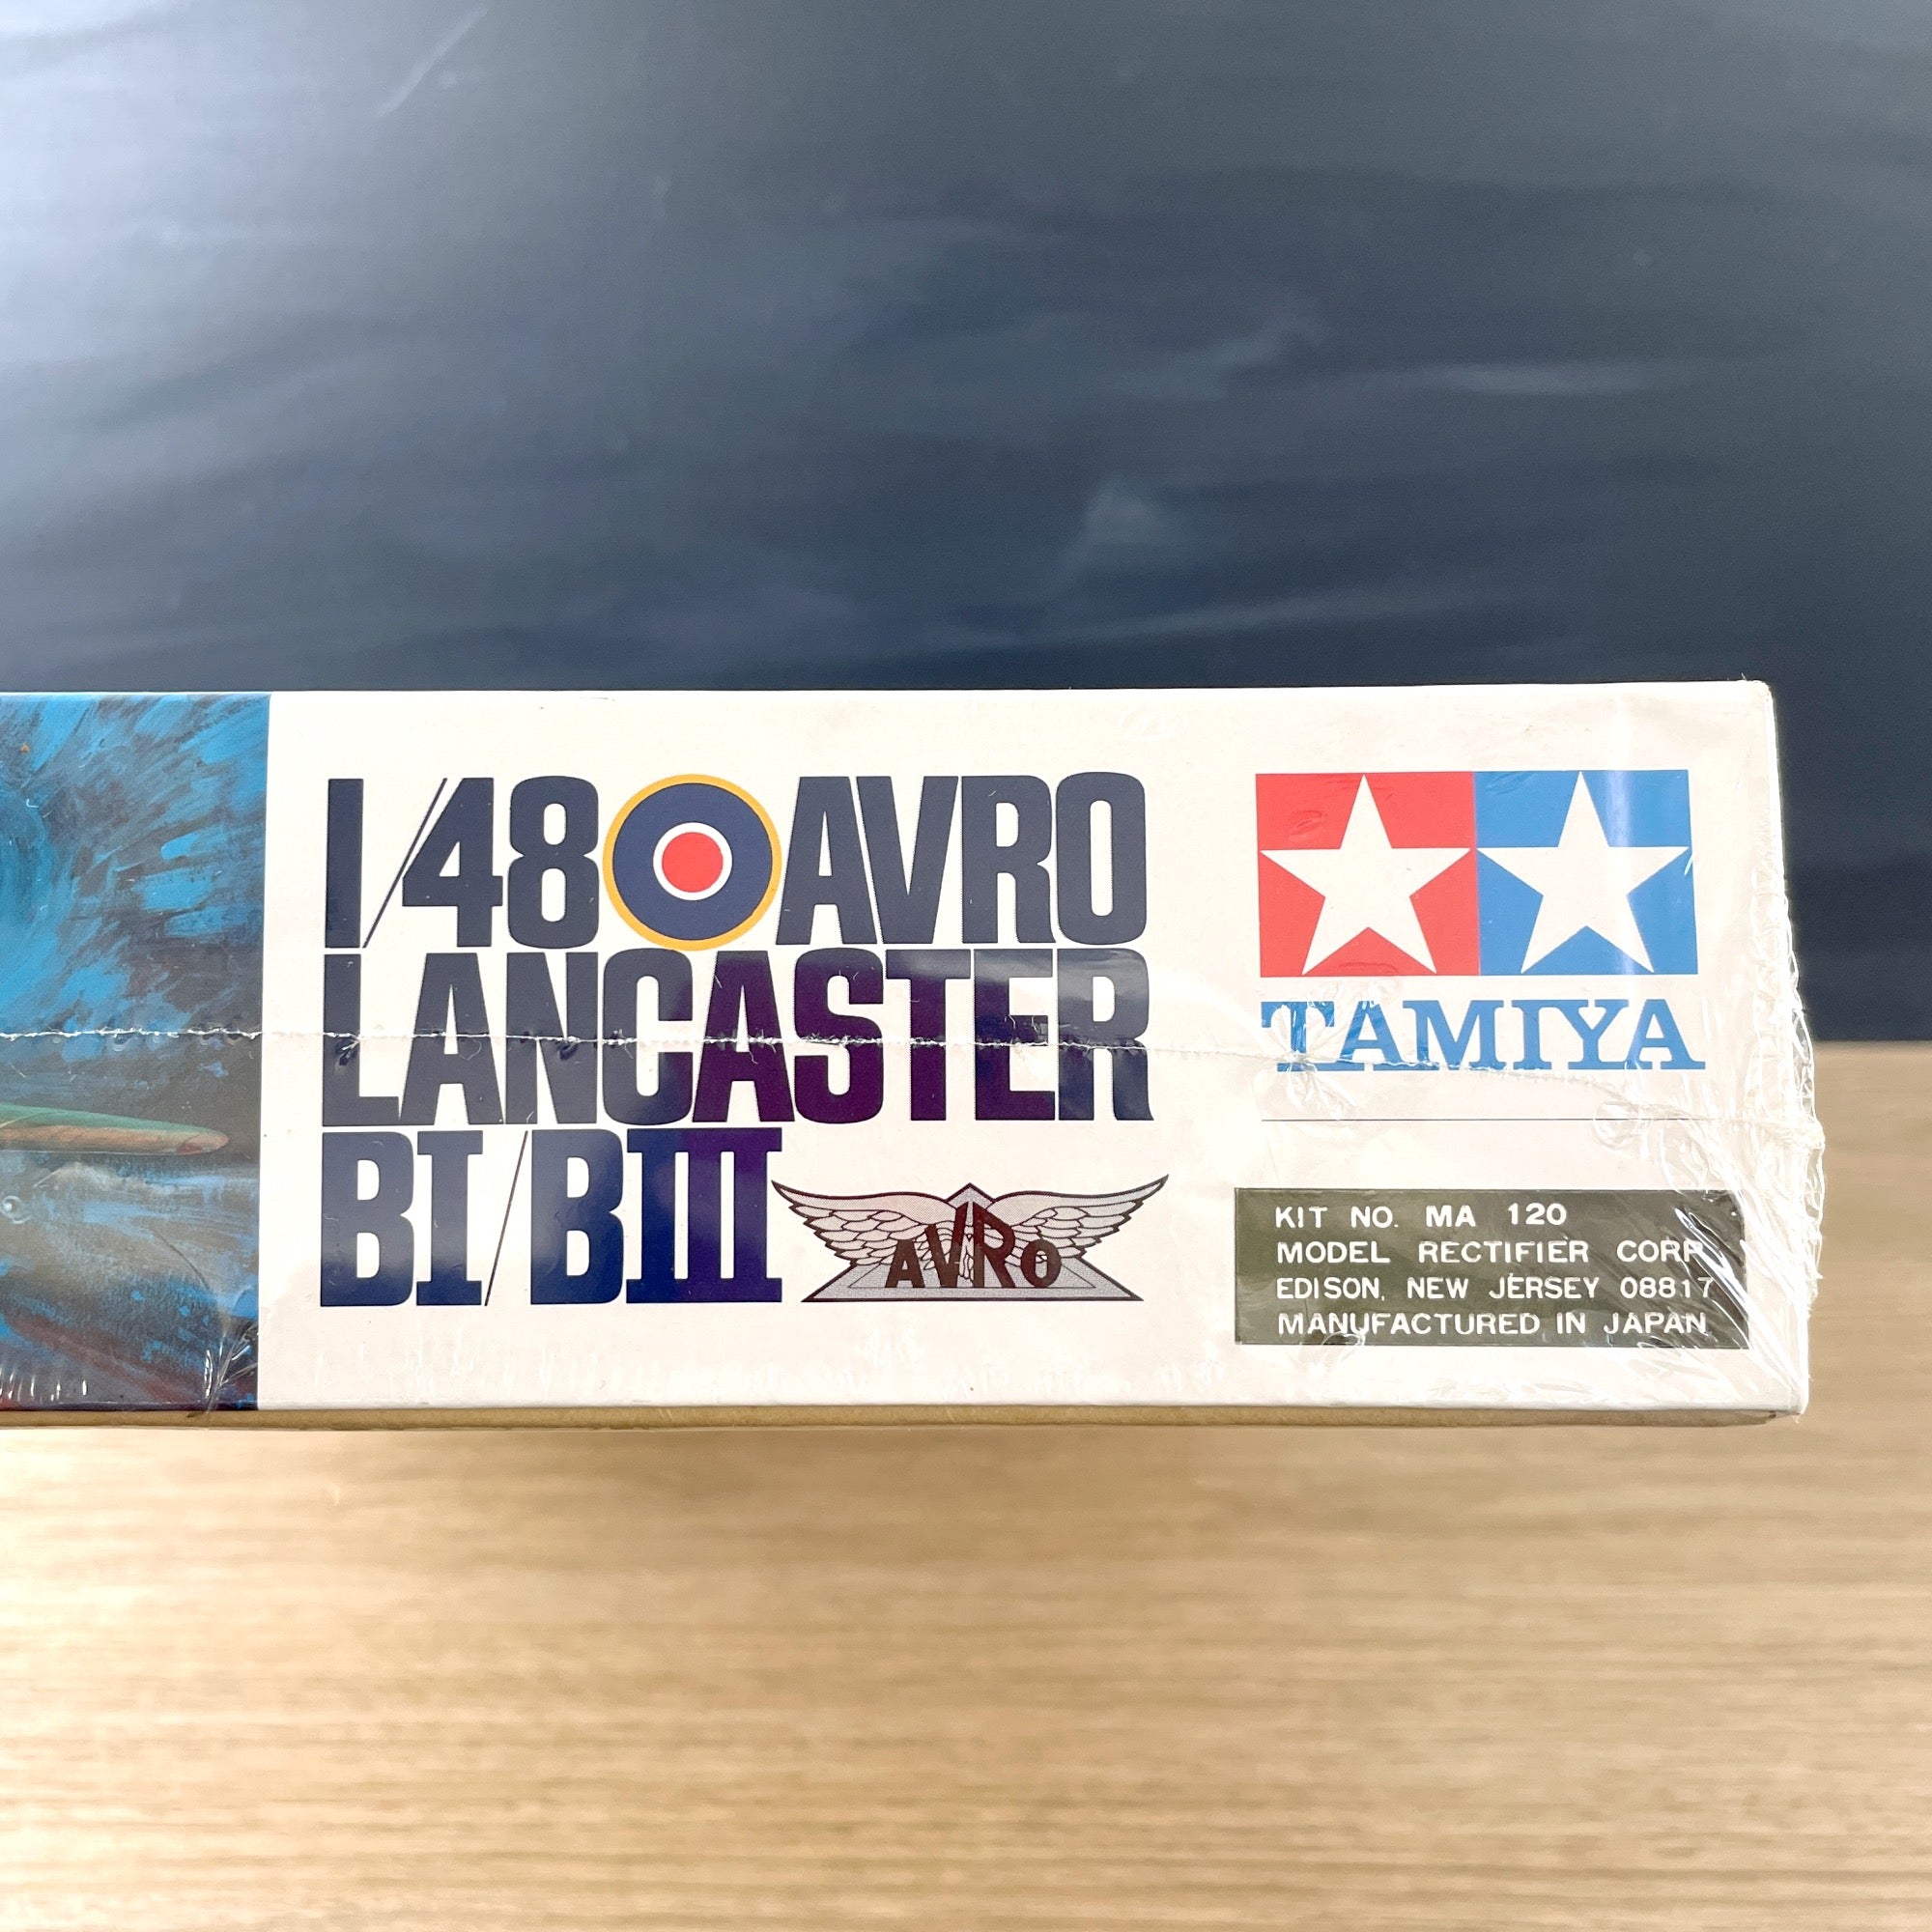 1/48 AVRO
LANCASTER
BI/BIII
AVRO
TAMIYA
KIT NO. MA 120
MODEL RECTIFIER CORP
EDISON, NEW JERSEY 08817
MANUFACTURED IN JAPAN